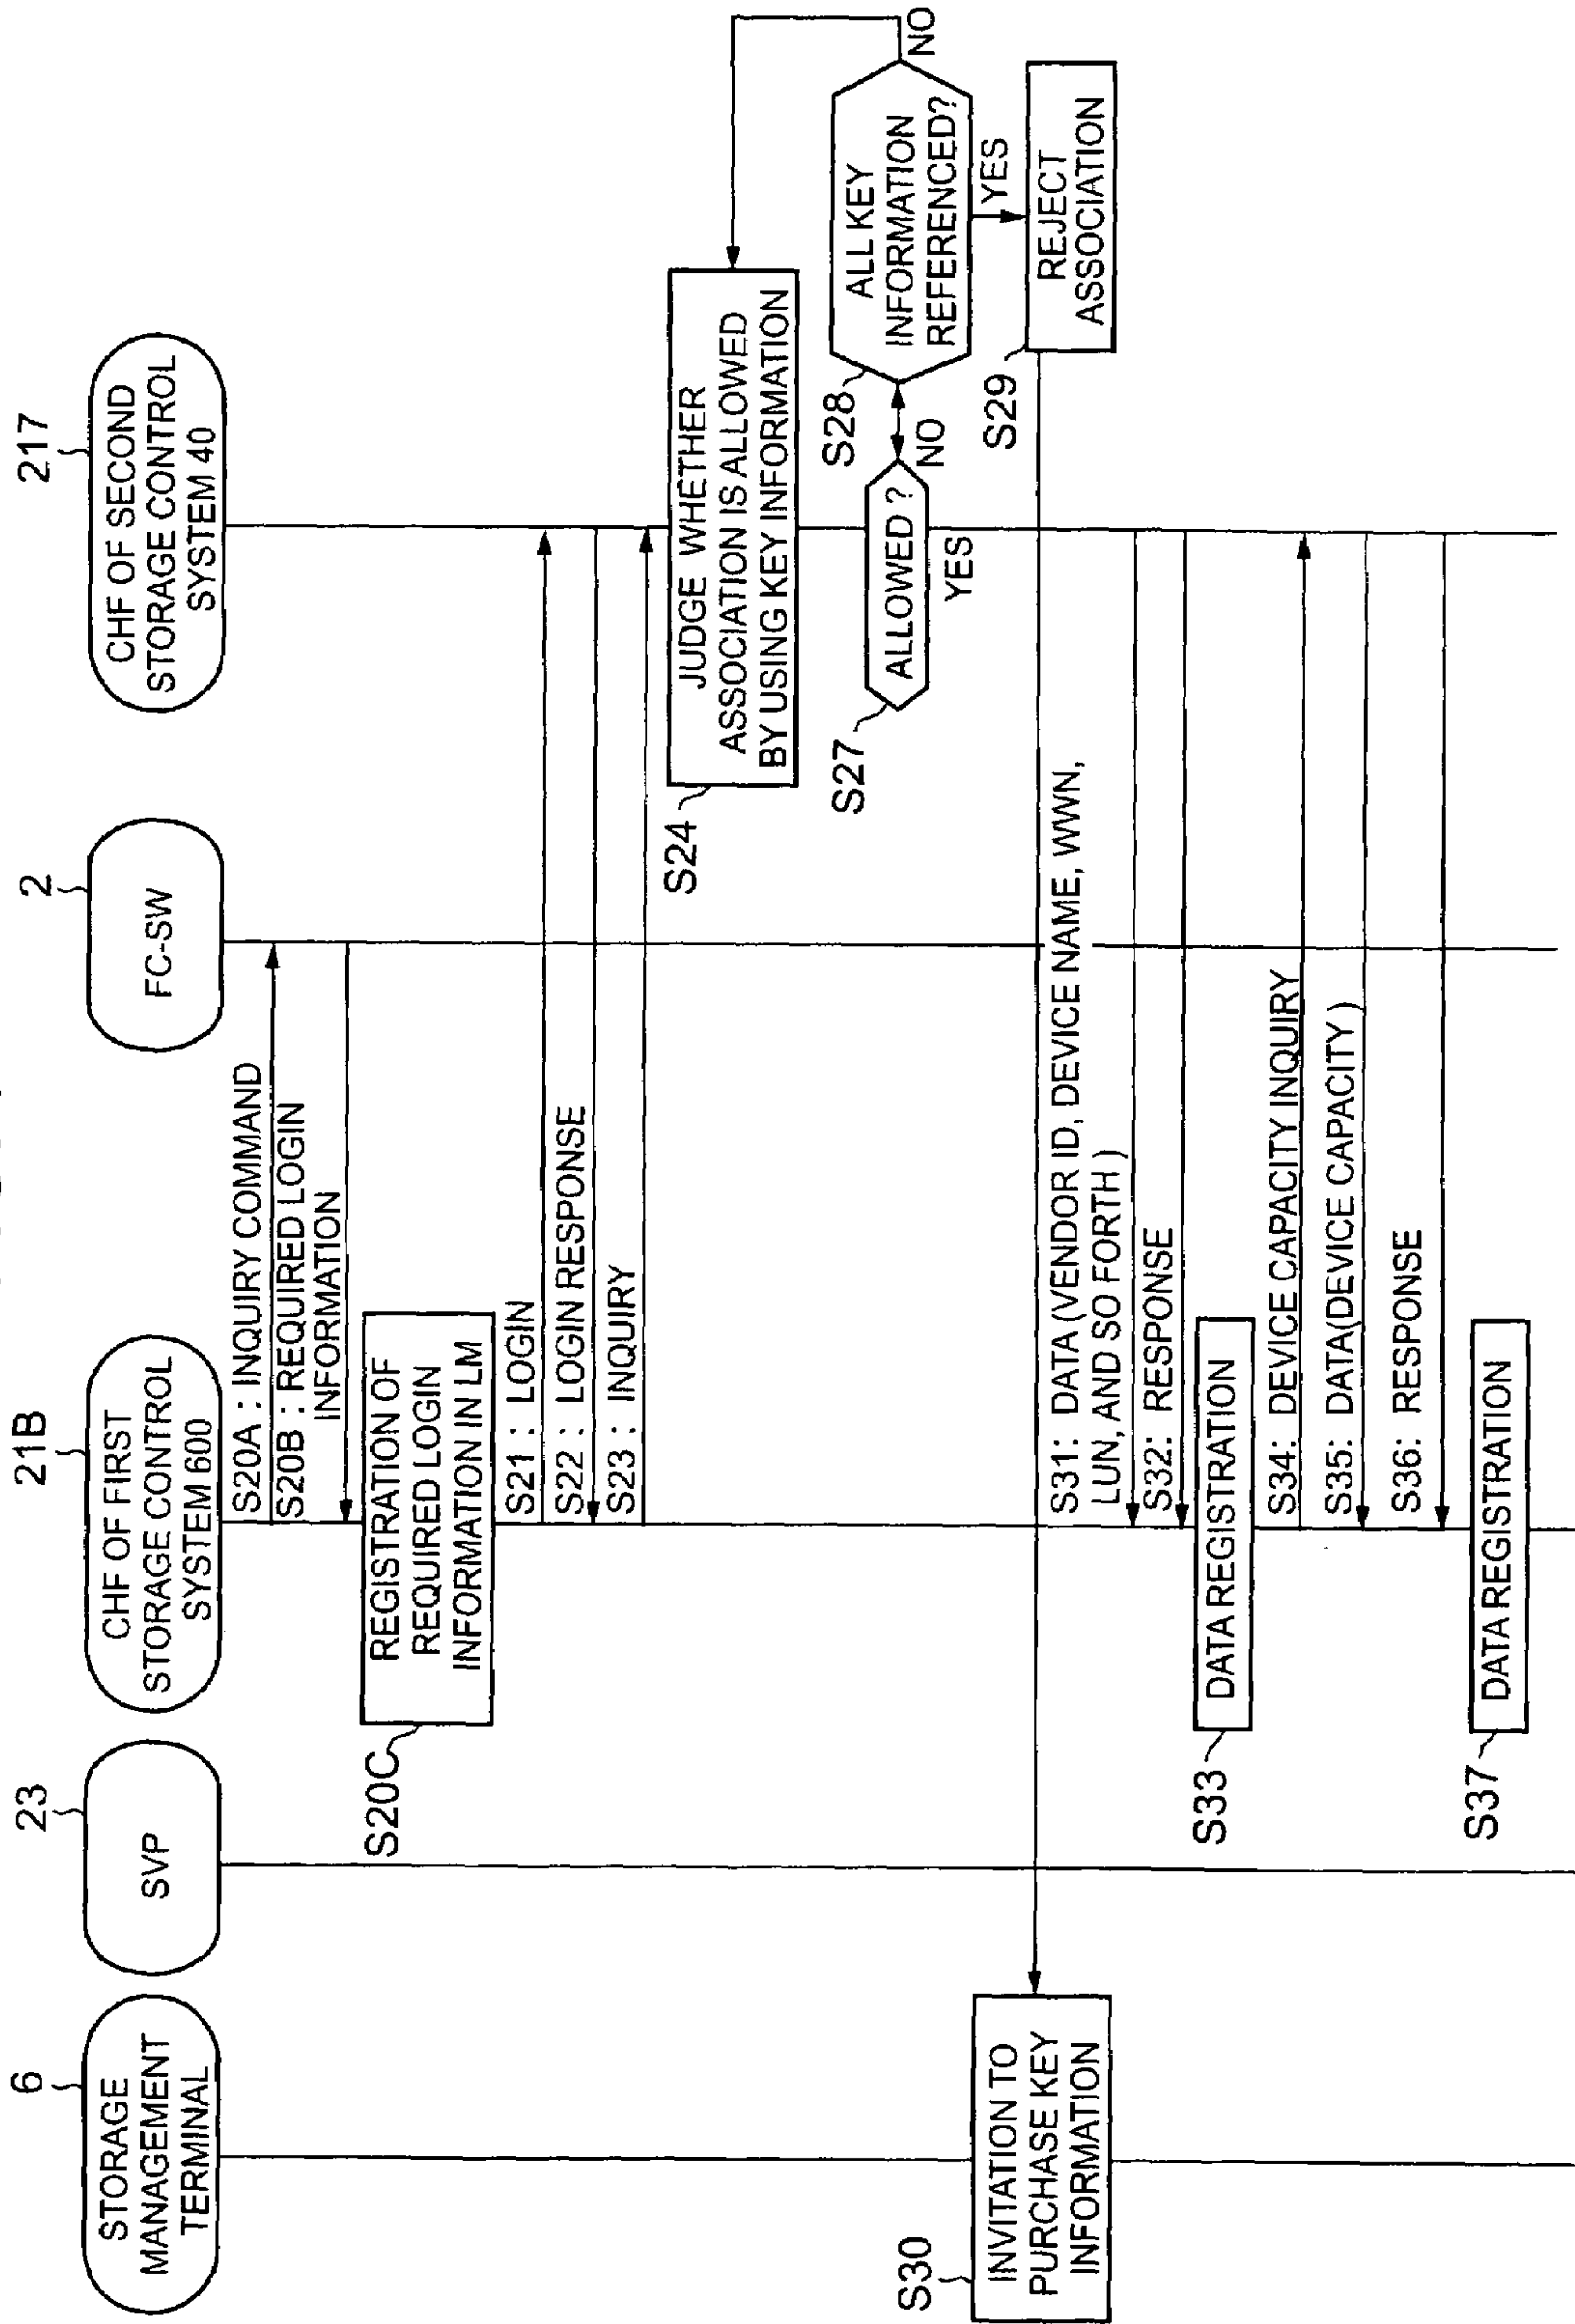 6
STORAGE
MANAGEMENT
TERMINAL
23
SVP
21B
CHF OF FIRST
STORAGE CONTROL
SYSTEM 600
2
FC-SW
217
CHF OF SECOND
STORAGE CONTROL
SYSTEM 40
S20A : INQUIRY COMMAND
S20B : REQUIRED LOGIN
INFORMATION
S20C
REGISTRATION OF
REQUIRED LOGIN
INFORMATION IN LM
S21 : LOGIN
S22 : LOGIN RESPONSE
S23 : INQUIRY
S24
JUDGE WHETHER
ASSOCIATION IS ALLOWED
BY USING KEY INFORMATION
S27
ALLOWED ?
NO
YES
S28
ALL KEY
INFORMATION
REFERENCED?
NO
YES
S29
REJECT
ASSOCIATION
S30
INVITATION TO
PURCHASE KEY
INFORMATION
S31: DATA (VENDOR ID, DEVICE NAME, WWN,
LUN, AND SO FORTH )
S32: RESPONSE
S33
DATA REGISTRATION
S34: DEVICE CAPACITY INQUIRY
S35: DATA(DEVICE CAPACITY )
S36: RESPONSE
S37
DATA REGISTRATION